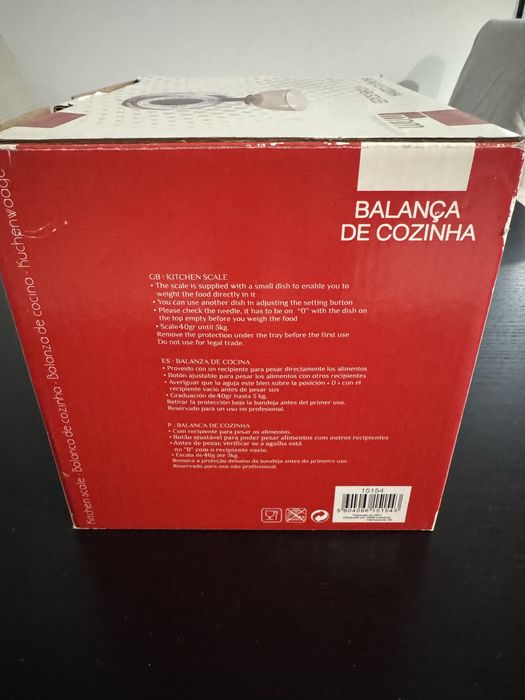 BALANÇA
DE COZINHA
GB : KITCHEN SCALE
• The scale is supplied with a small dish to enable you to
weight the food directly in it
• You can use another dish in adjusting the setting button
• Please check the needle, it has to be on "0" with the dish on
the top empty before you weigh the food
• Scale 40gr until 5kg.
Remove the protection under the tray before the first use
Do not use for legal trade.
ES : BALANZA DE COCINA
• Proveido con un recipiente para pesar directamente los alimentos
• Botón ajustable para pesar los alimentos con otros recipientes
• Averiguar que la aguja este bien sobre la posición « 0 » con el
recipiente vacio antes de pesar sus
• Graduación de 40gr hasta 5 kg.
Retirar la protección bajo la bandeja antes del primer uso.
Reservado para un uso no profesional.
P : BALANCA DE COZINHA
• Com recipiente para pesar os alimentos.
• Botão ajustável para poder pesar alimentos com outros recipientes
• Antes de pesar, verificar se a agulha está
no "0" com o recipiente vaxio.
• Escala de 40g até 5kg.
Remova a proteção debaixo da bandeja antes do primeiro uso
Reservado para uso não profissional.
Kitchen scale · Balança de cozinha · Balanza de cocina · Kuchenwaage
15154
5 604066 151543